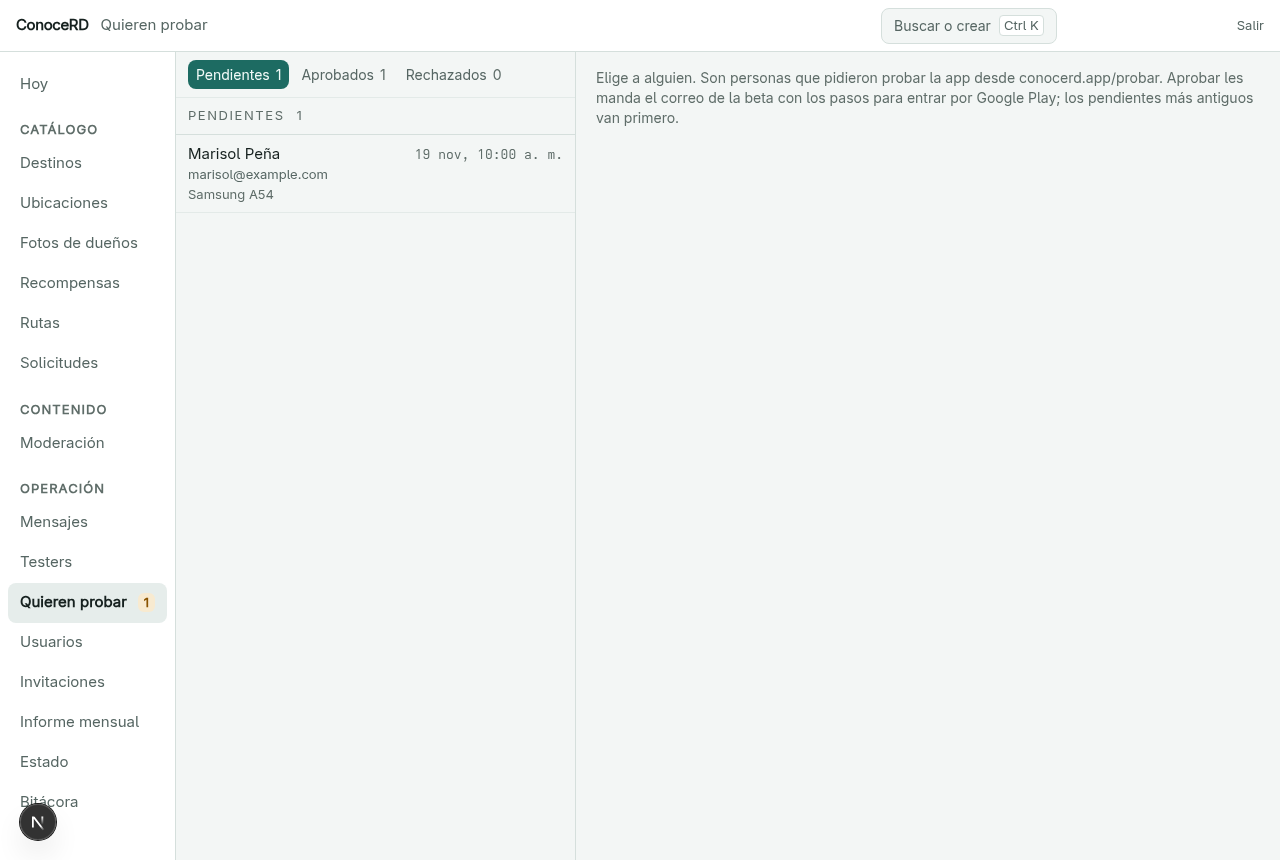 ConoceRD Quieren probar
Buscar o crear Ctrl K
Salir
Hoy
CATÁLOGO
Destinos
Ubicaciones
Fotos de dueños
Recompensas
Rutas
Solicitudes
CONTENIDO
Moderación
OPERACIÓN
Mensajes
Testers
Quieren probar 1
Usuarios
Invitaciones
Informe mensual
Estado
Bitácora
N
Pendientes 1 Aprobados 1 Rechazados 0
PENDIENTES 1
Marisol Peña 19 nov, 10:00 a. m.
marisol@example.com
Samsung A54
Elige a alguien. Son personas que pidieron probar la app desde conocerd.app/probar. Aprobar les
manda el correo de la beta con los pasos para entrar por Google Play; los pendientes más antiguos
van primero.